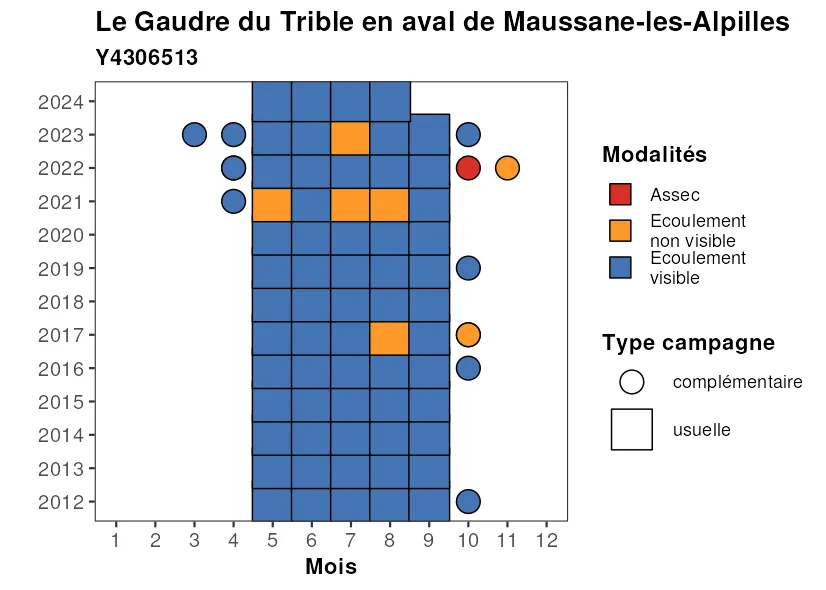 Le Gaudre du Trible en aval de Maussane-les-Alpilles
Y4306513
2024
2023
2022
2021
2020
2019
2018
2017
2016
2015
2014
2013
2012
1 2 3 4 5 6 7 8 9 10 11 12
Mois
Modalités
Assec
Ecoulement
non visible
Ecoulement
visible
Type campagne
complémentaire
usuelle